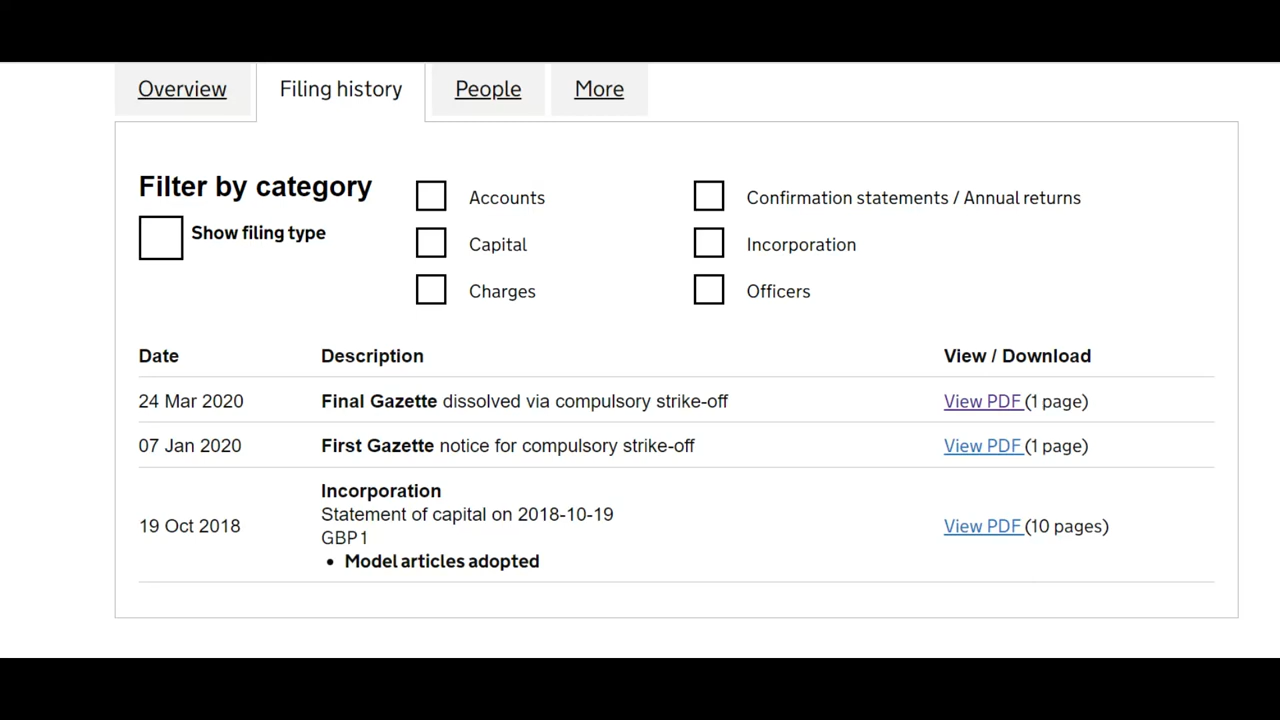 Overview Filing history People More
Filter by category
Show filing type
Accounts
Capital
Charges
Confirmation statements / Annual returns
Incorporation
Officers
Date Description View / Download
24 Mar 2020 Final Gazette dissolved via compulsory strike-off View PDF (1 page)
07 Jan 2020 First Gazette notice for compulsory strike-off View PDF (1 page)
Incorporation
Statement of capital on 2018-10-19
19 Oct 2018 View PDF (10 pages)
GBP 1
• Model articles adopted